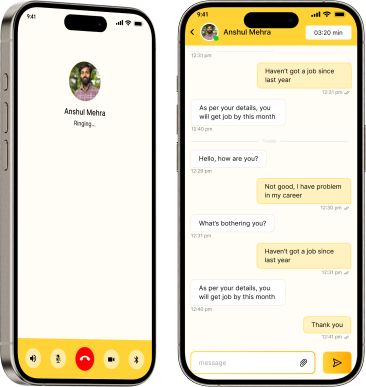 9:41
Anshul Mehra
Ringing...
9:41
Anshul Mehra
03:20 min
12:31 pm
Haven't got a job since
last year
12:31 pm
As per your details, you
will get job by this month
12:40 pm
Today
Hello, how are you?
12:29 pm
Not good, I have problem
in my career
12:30 pm
What's bothering you?
12:31 pm
Haven't got a job since
last year
12:31 pm
As per your details, you
will get job by this month
12:40 pm
Thank you
12:41 pm
message